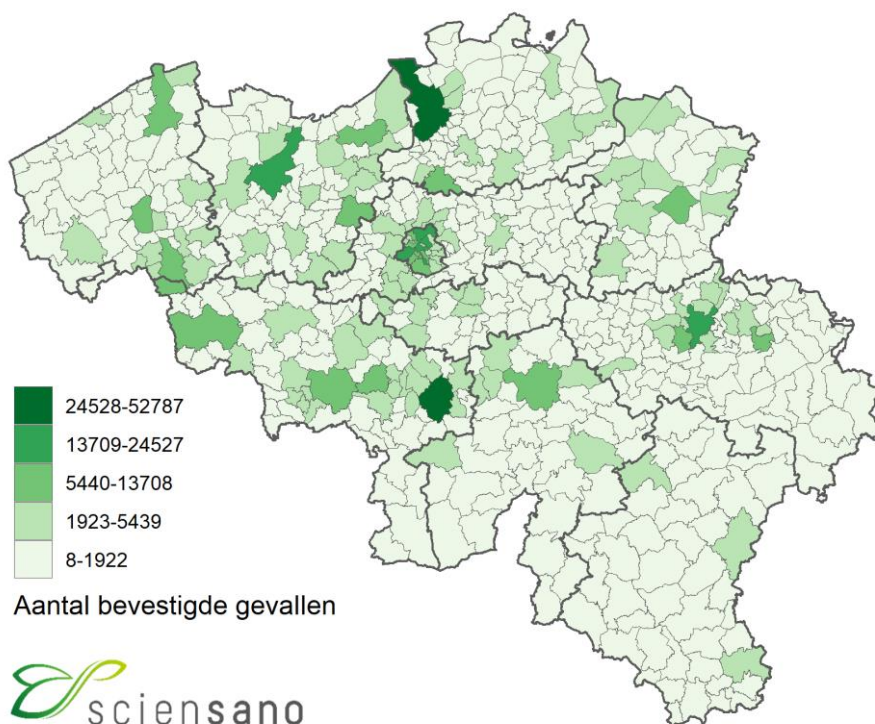 24528-52787
13709-24527
5440-13708
1923-5439
8-1922
Aantal bevestigde gevallen
sciensano